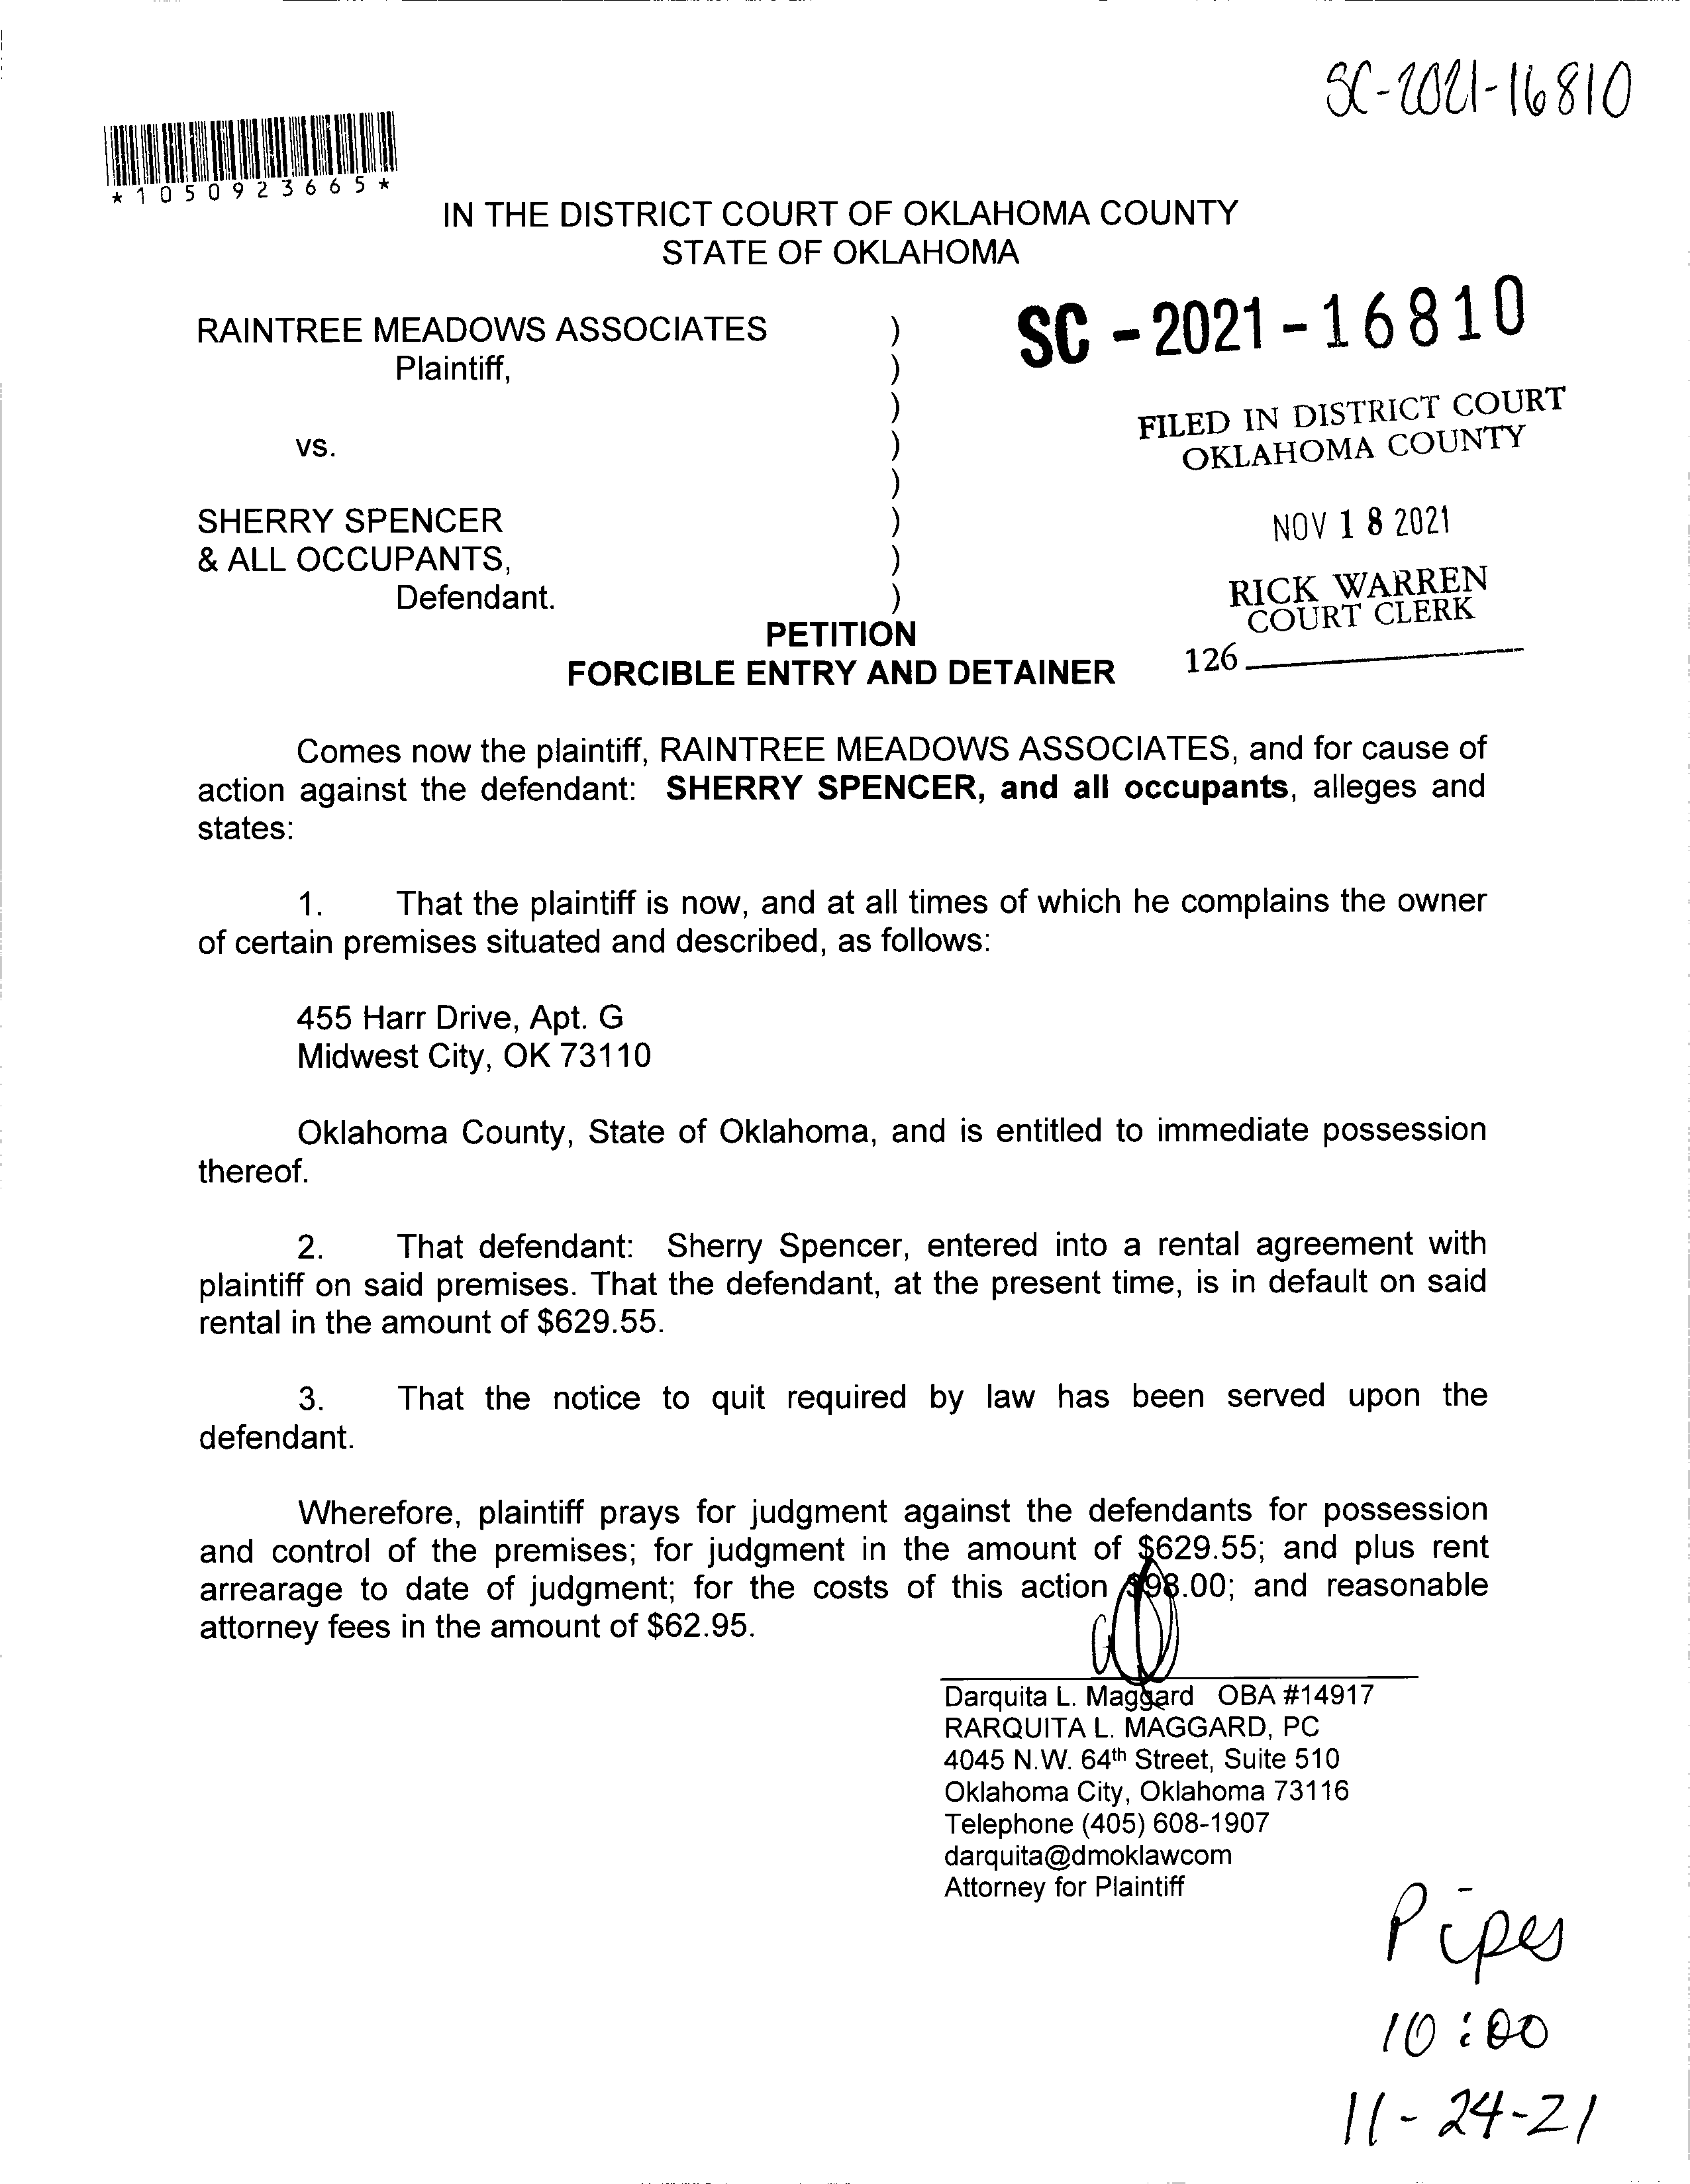 SC-2021-16810
*1050923665*
IN THE DISTRICT COURT OF OKLAHOMA COUNTY
STATE OF OKLAHOMA
RAINTREE MEADOWS ASSOCIATES )
Plaintiff, )
)
vs. )
)
SHERRY SPENCER )
& ALL OCCUPANTS, )
Defendant. )
SC-2021-16810
FILED IN DISTRICT COURT
OKLAHOMA COUNTY
NOV 18 2021
RICK WARREN
COURT CLERK
126
PETITION
FORCIBLE ENTRY AND DETAINER
Comes now the plaintiff, RAINTREE MEADOWS ASSOCIATES, and for cause of
action against the defendant: SHERRY SPENCER, and all occupants, alleges and
states:
1. That the plaintiff is now, and at all times of which he complains the owner
of certain premises situated and described, as follows:
455 Harr Drive, Apt. G
Midwest City, OK 73110
Oklahoma County, State of Oklahoma, and is entitled to immediate possession
thereof.
2. That defendant: Sherry Spencer, entered into a rental agreement with
plaintiff on said premises. That the defendant, at the present time, is in default on said
rental in the amount of $629.55.
3. That the notice to quit required by law has been served upon the
defendant.
Wherefore, plaintiff prays for judgment against the defendants for possession
and control of the premises; for judgment in the amount of $629.55; and plus rent
arrearage to date of judgment; for the costs of this action $98.00; and reasonable
attorney fees in the amount of $62.95.
Darquita L. Maggard OBA #14917
RARQUITA L. MAGGARD, PC
4045 N.W. 64th Street, Suite 510
Oklahoma City, Oklahoma 73116
Telephone (405) 608-1907
darquita@dmoklawcom
Attorney for Plaintiff
Pipes
10:00
11-24-21